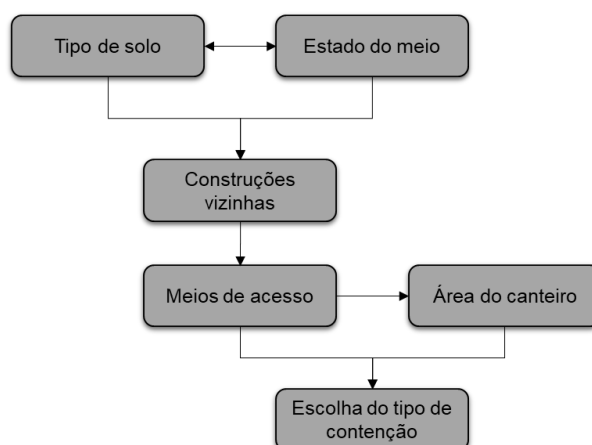 Tipo de solo
Estado do meio
Construções
vizinhas
Meios de acesso
Área do canteiro
Escolha do tipo de
contenção